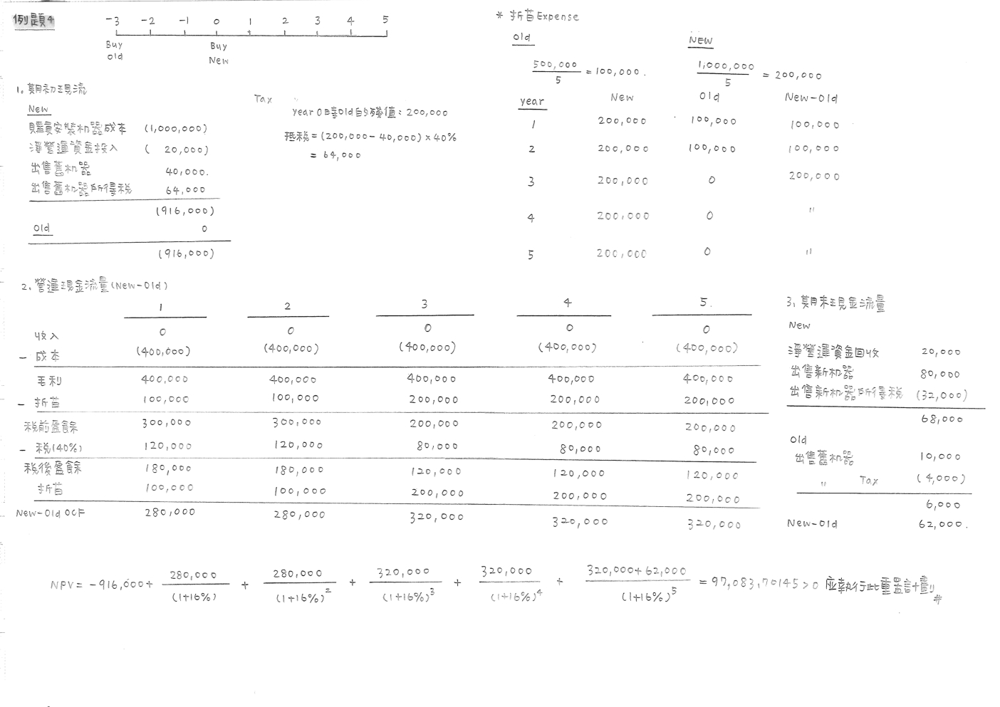 例題4
-3 -2 -1 0 1 2 3 4 5
Buy Old
Buy New
1. 期初現流
New
購買安裝机器成本 (1,000,000)
淨營運資金投入 ( 20,000)
出售舊机器 40,000.
出售舊机器所得稅 64,000
(916,000)
Old 0
(916,000)
Tax
year 0時Old的殘值：200,000
抵稅=(200,000-40,000)×40%
= 64,000
* 折舊Expense
Old
500,000 / 5 = 100,000.
NEW
1,000,000 / 5 = 200,000
year New Old New-Old
1 200,000 100,000 100,000
2 200,000 100,000 100,000
3 200,000 0 200,000
4 200,000 0 "
5 200,000 0 "
2. 營運現金流量(New-Old)
1 2 3 4 5.
收入 0 0 0 0 0
- 成本 (400,000) (400,000) (400,000) (400,000) (400,000)
毛利 400,000 400,000 400,000 400,000 400,000
- 折舊 100,000 100,000 200,000 200,000 200,000
稅前盈餘 300,000 300,000 200,000 200,000 200,000
- 稅(40%) 120,000 120,000 80,000 80,000 80,000
稅後盈餘 180,000 180,000 120,000 120,000 120,000
折舊 100,000 100,000 200,000 200,000 200,000
New-Old OCF 280,000 280,000 320,000 320,000 320,000
3. 期末現金流量
New
淨營運資金回收 20,000
出售新机器 80,000
出售新机器所得稅 (32,000)
68,000
Old
出售舊机器 10,000
" Tax (4,000)
6,000
New-Old 62,000.
NPV = -916,000 + 280,000 / (1+16%) + 280,000 / (1+16%)² + 320,000 / (1+16%)³ + 320,000 / (1+16%)⁴ + 320,000+62,000 / (1+16%)⁵ = 97,083.70145 > 0 应執行此重置計劃 #